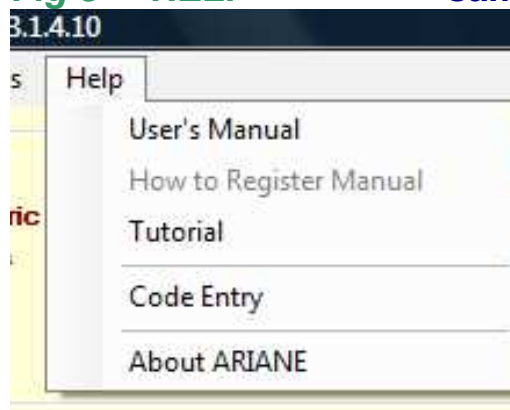 3.1.4.10
s Help
User's Manual
How to Register Manual
ric
Tutorial
Code Entry
About ARIANE